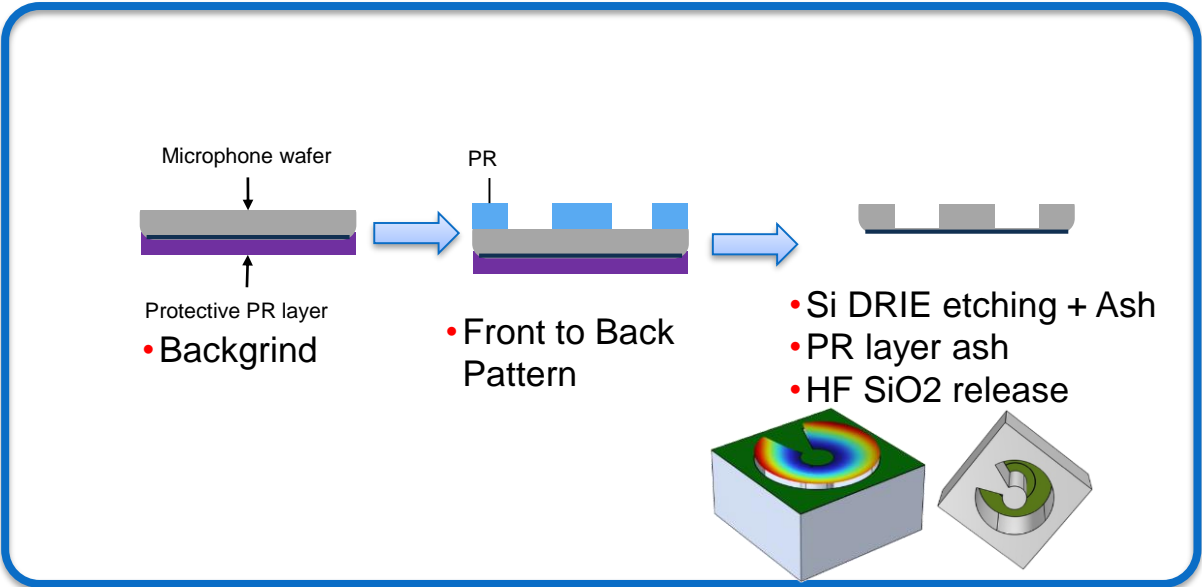 Microphone wafer
Protective PR layer
•Backgrind
PR
•Front to Back
Pattern
•Si DRIE etching + Ash
•PR layer ash
•HF SiO2 release